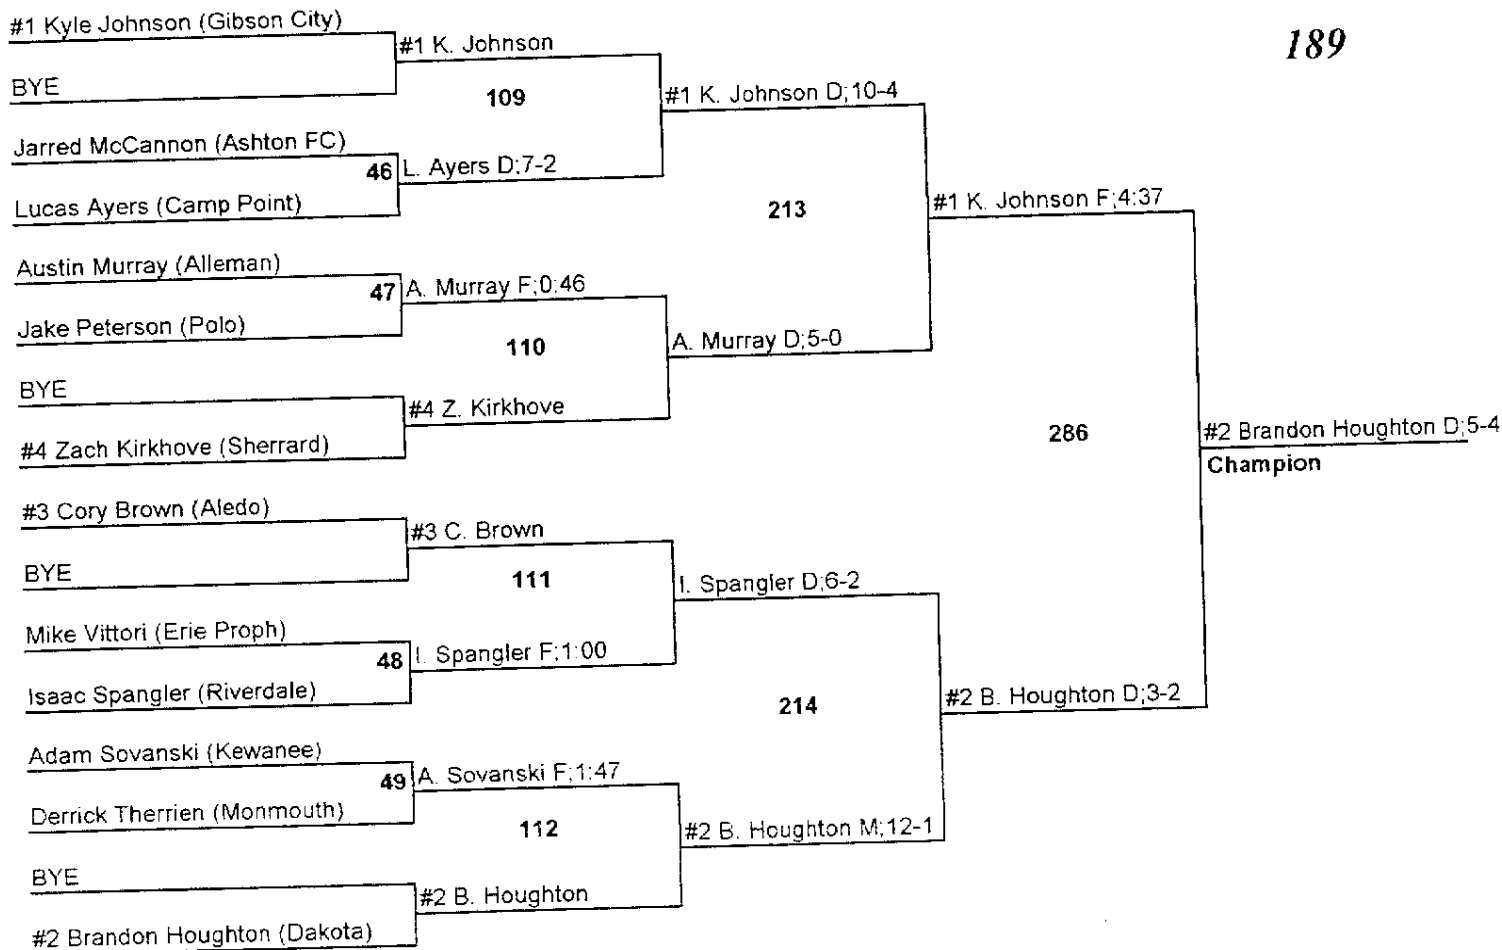 189
#1 Kyle Johnson (Gibson City)
BYE
Jarred McCannon (Ashton FC)
Lucas Ayers (Camp Point)
Austin Murray (Alleman)
Jake Peterson (Polo)
BYE
#4 Zach Kirkhove (Sherrard)
#3 Cory Brown (Aledo)
BYE
Mike Vittori (Erie Proph)
Isaac Spangler (Riverdale)
Adam Sovanski (Kewanee)
Derrick Therrien (Monmouth)
BYE
#2 Brandon Houghton (Dakota)
#1 K. Johnson
46
L. Ayers D;7-2
47
A. Murray F;0:46
#4 Z. Kirkhove
#3 C. Brown
48
I. Spangler F;1:00
49
A. Sovanski F;1:47
#2 B. Houghton
109
#1 K. Johnson D;10-4
110
A. Murray D;5-0
111
I. Spangler D;6-2
112
#2 B. Houghton M;12-1
213
#1 K. Johnson F;4:37
214
#2 B. Houghton D;3-2
286
#2 Brandon Houghton D;5-4
Champion